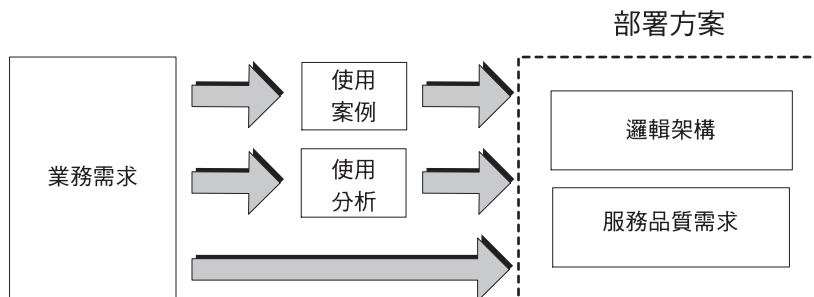 部署方案
業務需求
使用
案例
使用
分析
邏輯架構
服務品質需求